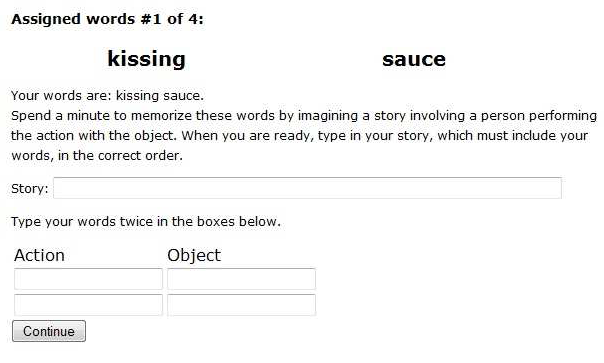 Assigned words #1 of 4:
kissing sauce
Your words are: kissing sauce.
Spend a minute to memorize these words by imagining a story involving a person performing
the action with the object. When you are ready, type in your story, which must include your
words, in the correct order.
Story:
Type your words twice in the boxes below.
Action Object
Continue